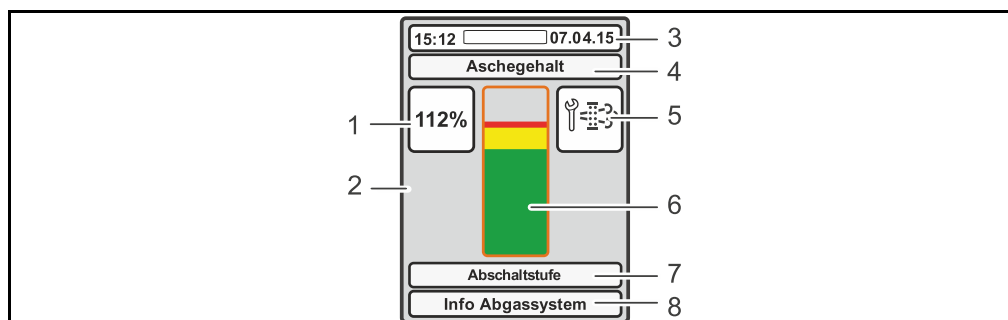 15:12 07.04.15 3
Aschegehalt 4
1 112% 5
2
6
Abschaltstufe 7
Info Abgassystem 8